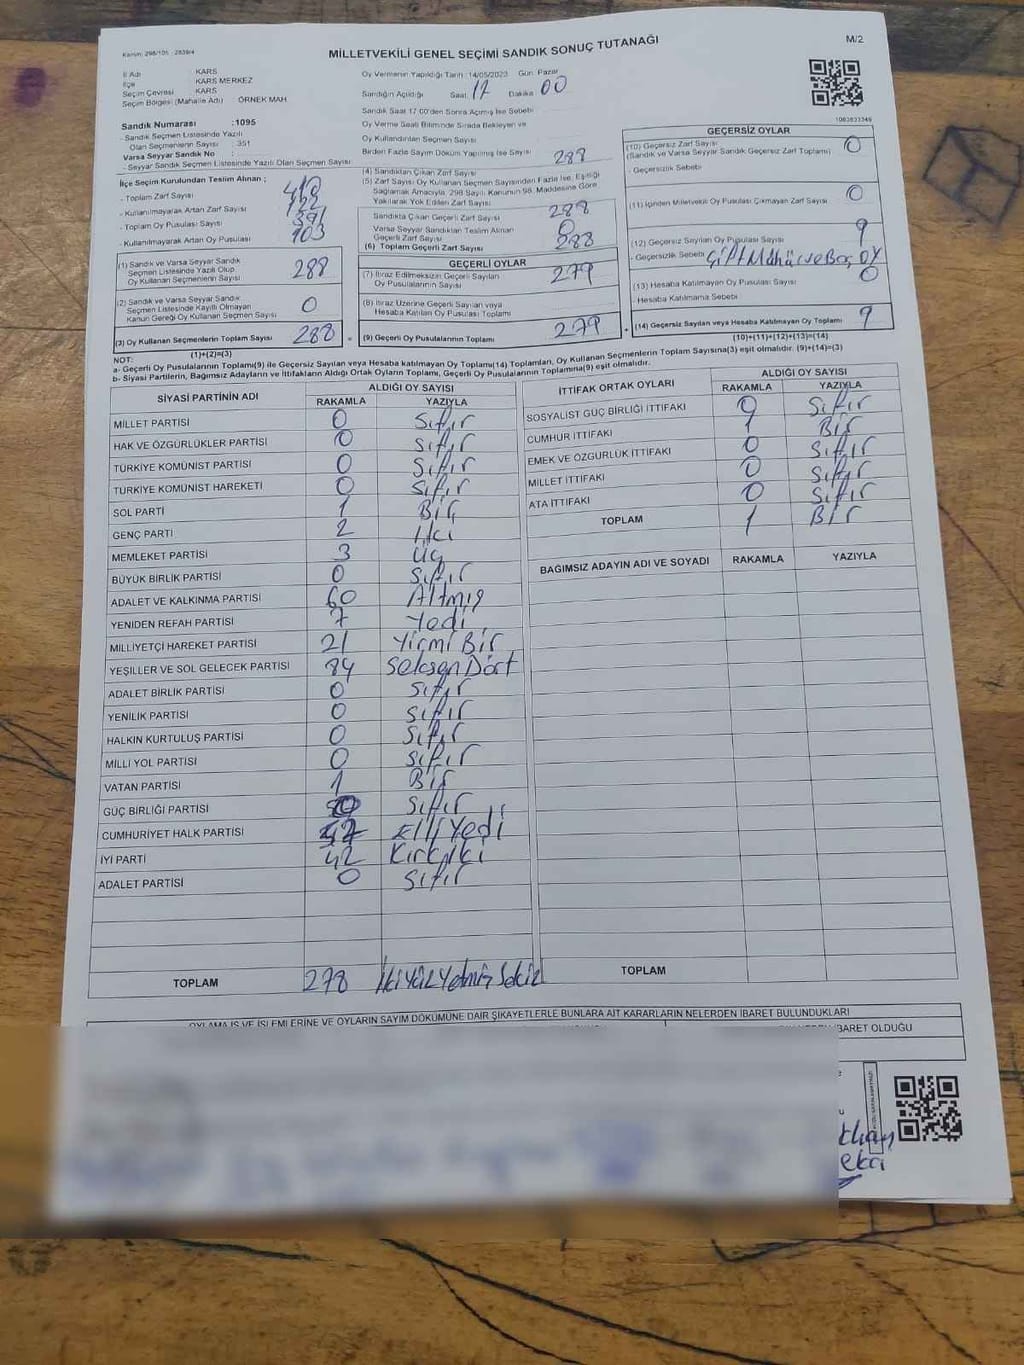 MİLLETVEKİLİ GENEL SEÇİMİ SANDIK SONUÇ TUTANAĞI
M/2
İl Adı KARS
İlçe KARS MERKEZ
Seçim Çevresi KARS
Seçim Bölgesi (Mahalle Adı) ÖRNEK MAH
Sandık Numarası :1095
- Sandık Seçmen Listesinde Yazılı
Olan Seçmenlerin Sayısı : 351
Varsa Seyyar Sandık No :
- Seyyar Sandık Seçmen Listesinde Yazılı Olan Seçmen Sayısı
Oy Vermenin Yapıldığı Tarih :14/05/2023 Gün: Pazar
Sandığın Açıldığı Saat 17 Dakika 00
Sandık Saat 17:00'den Sonra Açılmış İse Sebebi
Oy Verme Saati Bitiminde Sırada Bekleyen ve
Oy Kullandırılan Seçmen Sayısı
Birden Fazla Sayım Döküm Yapılmış İse Sayısı
İlçe Seçim Kurulundan Teslim Alınan ;
- Toplam Zarf Sayısı
- Kullanılmayarak Artan Zarf Sayısı
- Toplam Oy Pusulası Sayısı
- Kullanılmayarak Artan Oy Pusulası 103
(1) Sandık ve Varsa Seyyar Sandık
Seçmen Listesinde Yazılı Olup
Oy Kullanan Seçmenlerin Sayısı 288
(2) Sandık ve Varsa Seyyar Sandık
Seçmen Listesinde Kayıtlı Olmayan
Kanun Gereği Oy Kullanan Seçmen Sayısı 0
(3) Oy Kullanan Seçmenlerin Toplam Sayısı 288
(1)+(2)=(3)
(4) Sandıktan Çıkan Zarf Sayısı 288
(5) Zarf Sayısı Oy Kullanan Seçmen Sayısından Fazla İse, Eşitliği
Sağlamak Amacıyla, 298 Sayılı Kanunun 98. Maddesine Göre
Yakılarak Yok Edilen Zarf Sayısı
Sandıkta Çıkan Geçerli Zarf Sayısı 288
Varsa Seyyar Sandıktan Teslim Alınan
Geçerli Zarf Sayısı 0
(6) Toplam Geçerli Zarf Sayısı 288
GEÇERLİ OYLAR
(7) İtiraz Edilmeksizin Geçerli Sayılan
Oy Pusulalarının Sayısı 279
(8) İtiraz Üzerine Geçerli Sayılan veya
Hesaba Katılan Oy Pusulası Toplamı
(9) Geçerli Oy Pusulalarının Toplamı 279
GEÇERSİZ OYLAR
(10) Geçersiz Zarf Sayısı 0
(Sandık ve Varsa Seyyar Sandık Geçersiz Zarf Toplamı)
- Geçersizlik Sebebi
(11) İçinden Milletvekili Oy Pusulası Çıkmayan Zarf Sayısı 0
(12) Geçersiz Sayılan Oy Pusulası Sayısı 9
- Geçersizlik Sebebi Çift Mühür ve Boş OY
(13) Hesaba Katılmayan Oy Pusulası Sayısı 0
Hesaba Katılmama Sebebi
(14) Geçersiz Sayılan veya Hesaba Katılmayan Oy Toplamı 9
(10)+(11)+(12)+(13)=(14)
NOT:
a- Geçerli Oy Pusulalarının Toplamı(9) ile Geçersiz Sayılan veya Hesaba katılmayan Oy Toplamı(14) Toplamları, Oy Kullanan Seçmenlerin Toplam Sayısına(3) eşit olmalıdır. (9)+(14)=(3)
b- Siyasi Partilerin, Bağımsız Adayların ve İttifakların Aldığı Ortak Oyların Toplamı, Geçerli Oy Pusulalarının Toplamına(9) eşit olmalıdır.
SİYASİ PARTİNİN ADI ALDIĞI OY SAYISI
RAKAMLA YAZIYLA
MİLLET PARTİSİ 0 Sıfır
HAK VE ÖZGÜRLÜKLER PARTİSİ 0 Sıfır
TÜRKİYE KOMÜNİST PARTİSİ 0 Sıfır
TÜRKİYE KOMÜNİST HAREKETİ 0 Sıfır
SOL PARTİ 1 Bir
GENÇ PARTİ 2 İki
MEMLEKET PARTİSİ 3 Üç
BÜYÜK BİRLİK PARTİSİ 0 Sıfır
ADALET VE KALKINMA PARTİSİ 60 Altmış
YENİDEN REFAH PARTİSİ 7 Yedi
MİLLİYETÇİ HAREKET PARTİSİ 21 Yirmi Bir
YEŞİLLER VE SOL GELECEK PARTİSİ 84 Seksen Dört
ADALET BİRLİK PARTİSİ 0 Sıfır
YENİLİK PARTİSİ 0 Sıfır
HALKIN KURTULUŞ PARTİSİ 0 Sıfır
MİLLİ YOL PARTİSİ 0 Sıfır
VATAN PARTİSİ 1 Bir
GÜÇ BİRLİĞİ PARTİSİ Sıfır
CUMHURİYET HALK PARTİSİ 57 Elli Yedi
İYİ PARTİ 42 Kırk İki
ADALET PARTİSİ 0 Sıfır
TOPLAM 278 İki Yüz Yetmiş Sekiz
İTTİFAK ORTAK OYLARI ALDIĞI OY SAYISI
RAKAMLA YAZIYLA
SOSYALİST GÜÇ BİRLİĞİ İTTİFAKI 0 Sıfır
CUMHUR İTTİFAKI 1 Bir
EMEK VE ÖZGÜRLÜK İTTİFAKI 0 Sıfır
MİLLET İTTİFAKI 0 Sıfır
ATA İTTİFAKI 0 Sıfır
TOPLAM 1 Bir
BAĞIMSIZ ADAYIN ADI VE SOYADI RAKAMLA YAZIYLA
TOPLAM
OYLAMA İŞ VE İŞLEMLERİNE VE OYLARIN SAYIM DÖKÜMÜNE DAİR ŞİKAYETLERLE BUNLARA AİT KARARLARIN NELERDEN İBARET BULUNDUKLARI
İBARET OLDUĞU